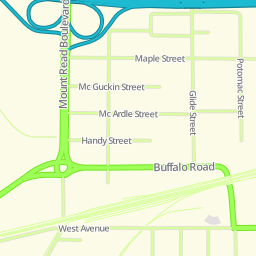 Mount Read Boulevard
Maple Street
Potomac Street
Mc Guckin Street
Glide Street
Mc Ardle Street
Handy Street
Buffalo Road
West Avenue